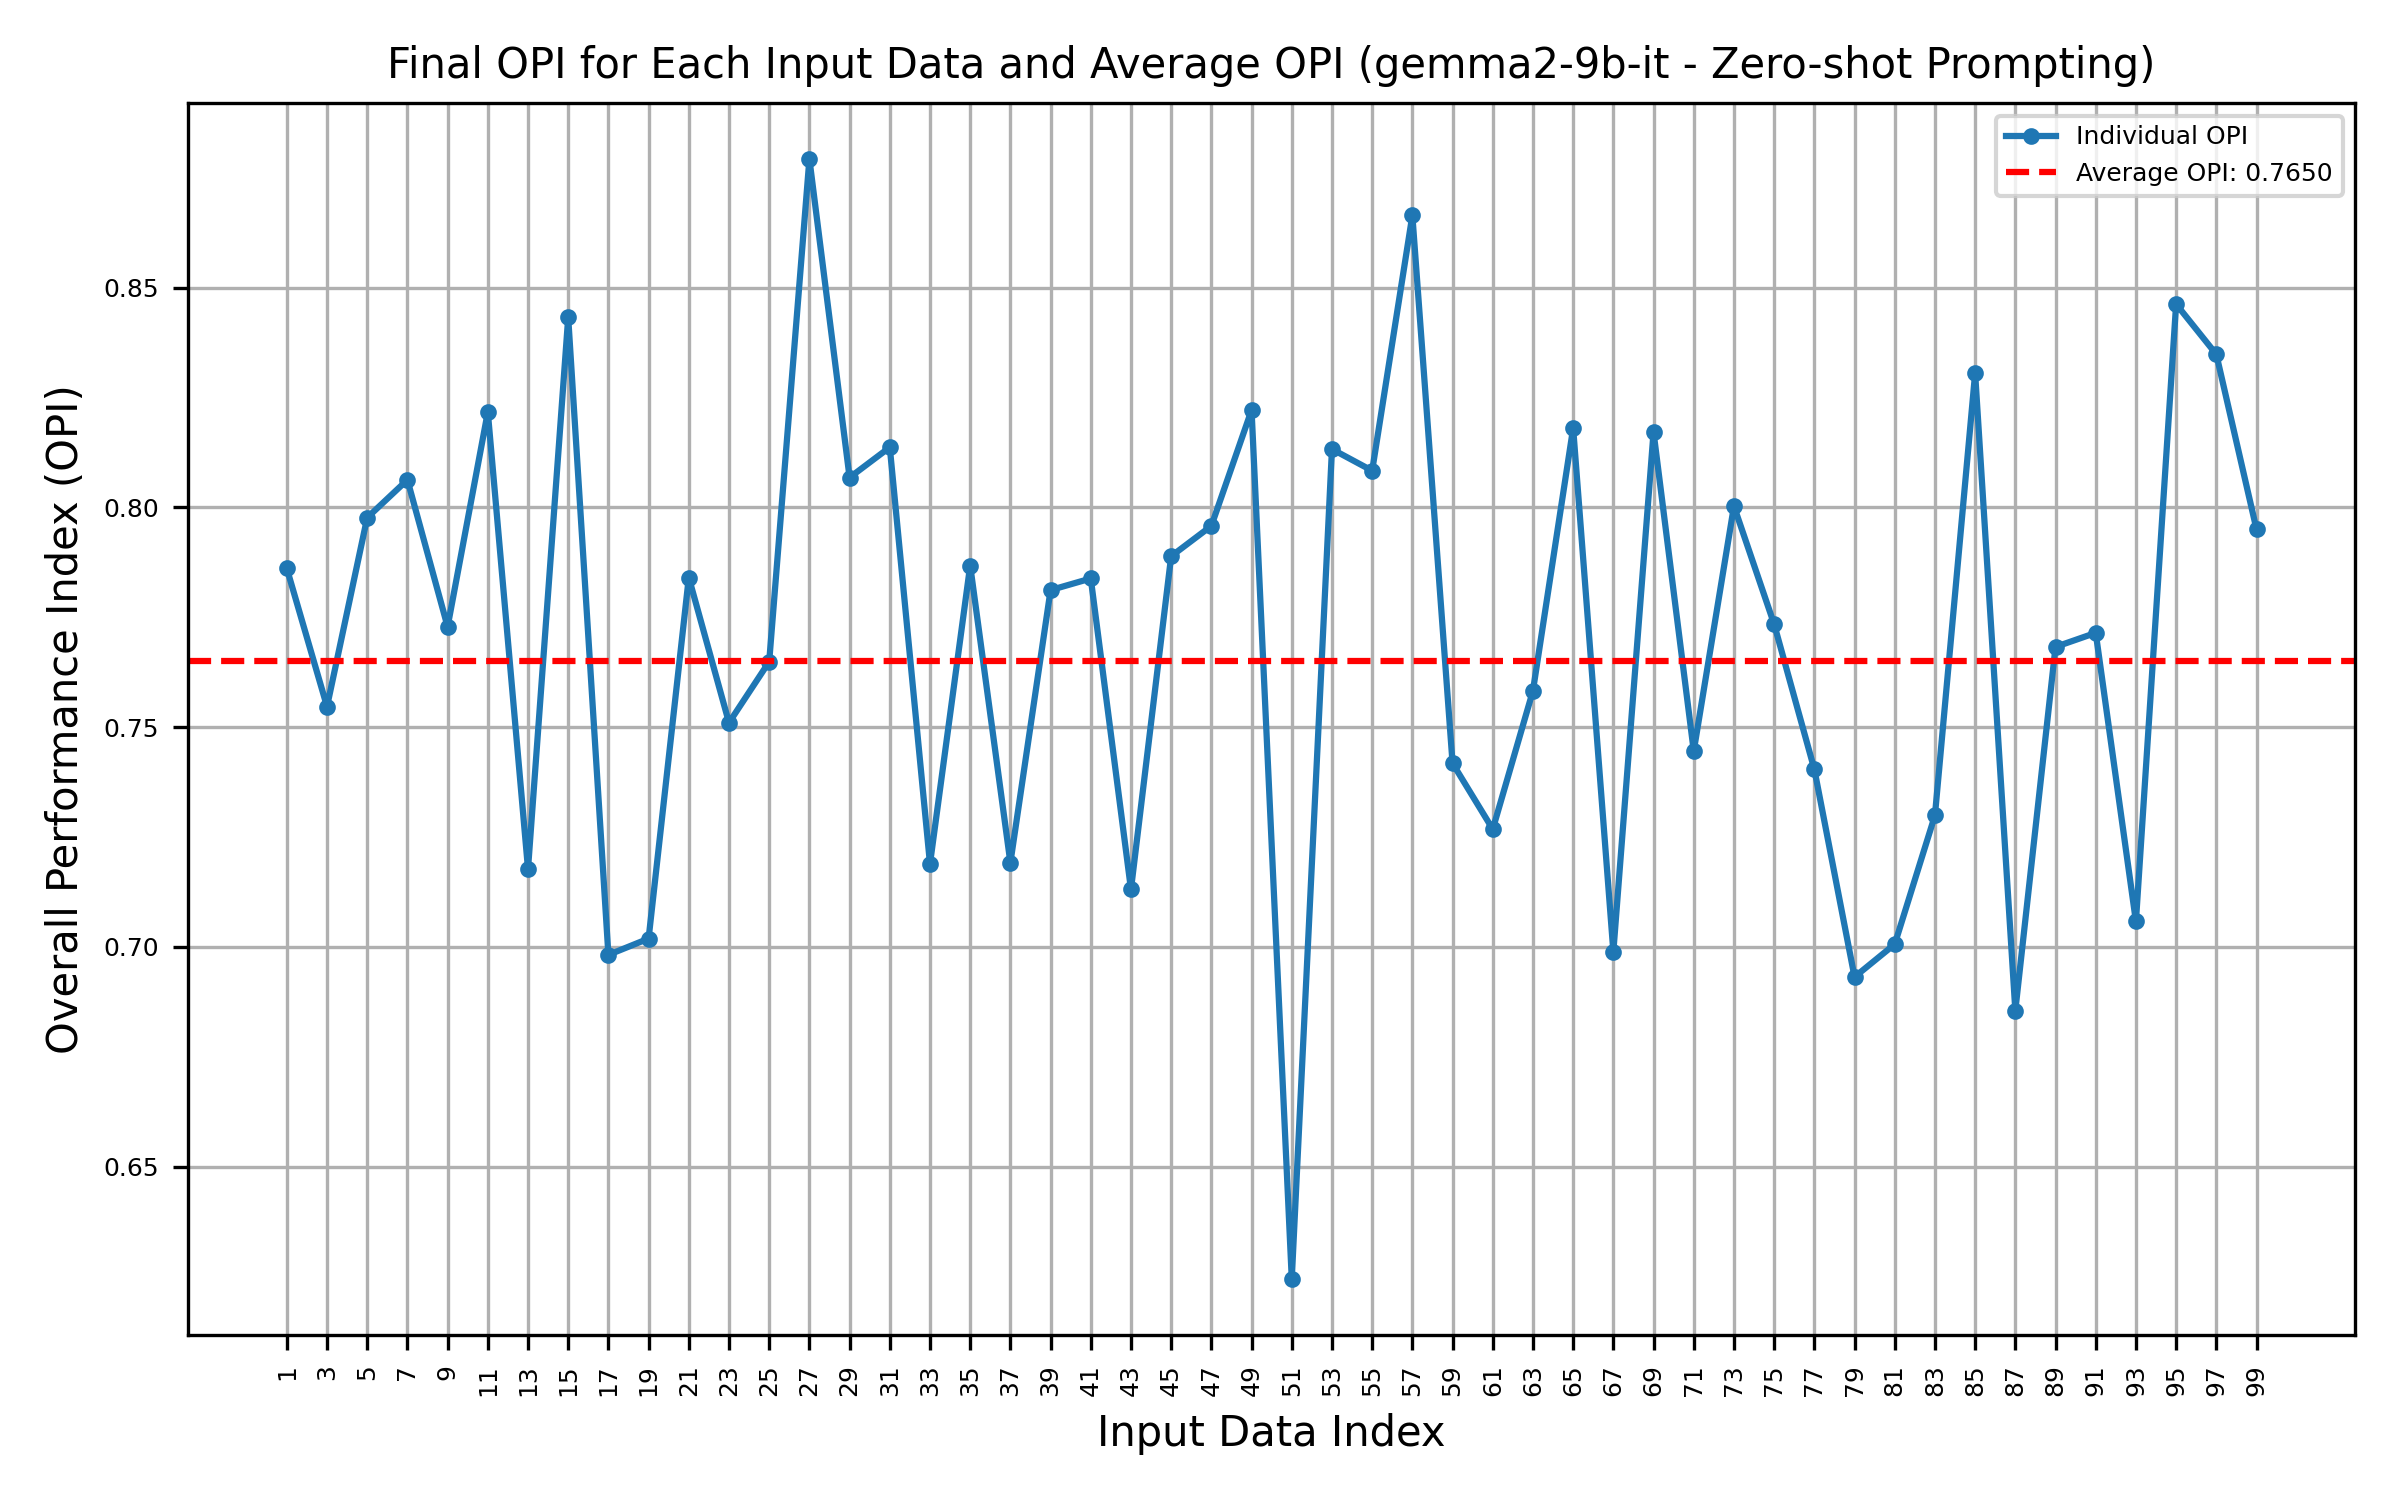 Final OPI for Each Input Data and Average OPI (gemma2-9b-it - Zero-shot Prompting)
Individual OPI
Average OPI: 0.7650
Overall Performance Index (OPI)
0.85
0.80
0.75
0.70
0.65
1 3 5 7 9 11 13 15 17 19 21 23 25 27 29 31 33 35 37 39 41 43 45 47 49 51 53 55 57 59 61 63 65 67 69 71 73 75 77 79 81 83 85 87 89 91 93 95 97 99
Input Data Index